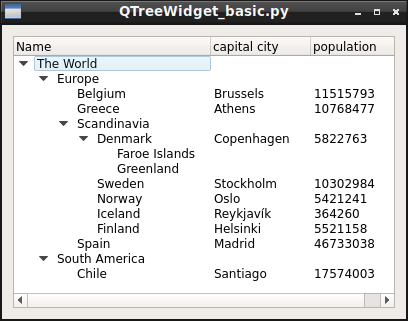 QTreeWidget_basic.py
Name capital city population
The World
Europe
Belgium Brussels 11515793
Greece Athens 10768477
Scandinavia
Denmark Copenhagen 5822763
Faroe Islands
Greenland
Sweden Stockholm 10302984
Norway Oslo 5421241
Iceland Reykjavík 364260
Finland Helsinki 5521158
Spain Madrid 46733038
South America
Chile Santiago 17574003